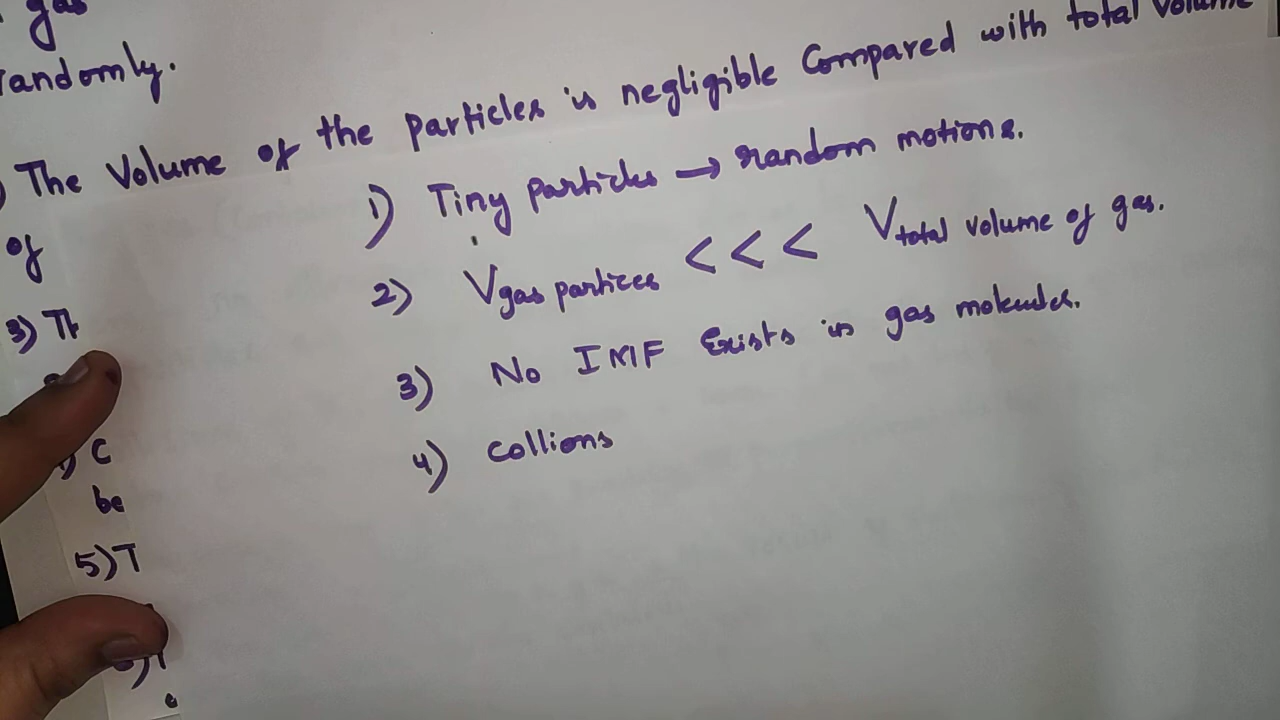 gas
randomly.
The Volume of the particles is negligible Compared with total volume
of
3) Th
C
be
5) T
1) Tiny particles → random motions.
2) Vgas partices <<< Vtotal volume of gas.
3) No IMF Exists in gas molecules.
4) Collions